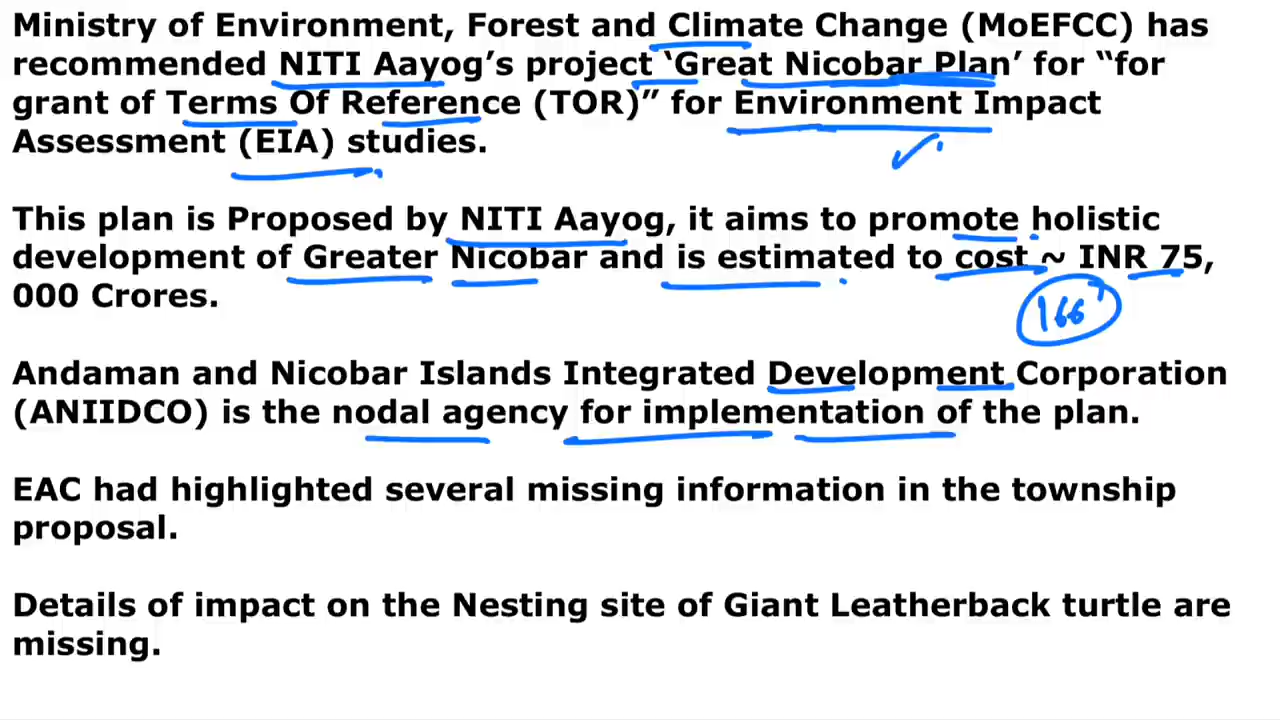 Ministry of Environment, Forest and Climate Change (MoEFCC) has
recommended NITI Aayog’s project ‘Great Nicobar Plan’ for “for
grant of Terms Of Reference (TOR)” for Environment Impact
Assessment (EIA) studies.
This plan is Proposed by NITI Aayog, it aims to promote holistic
development of Greater Nicobar and is estimated to cost ~ INR 75,
000 Crores.
166
Andaman and Nicobar Islands Integrated Development Corporation
(ANIIDCO) is the nodal agency for implementation of the plan.
EAC had highlighted several missing information in the township
proposal.
Details of impact on the Nesting site of Giant Leatherback turtle are
missing.